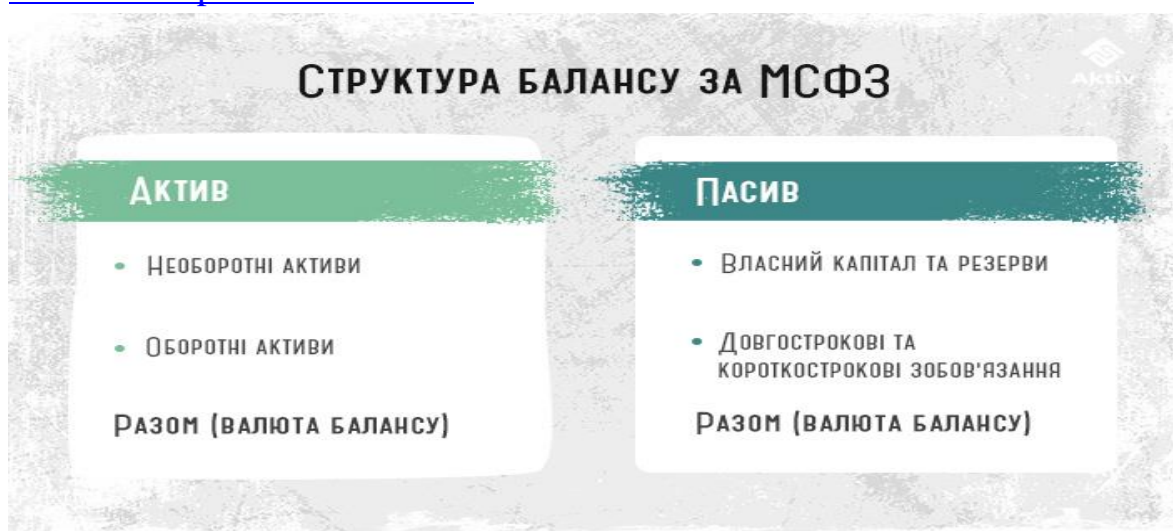 Структура балансу за МСФЗ
Aktiv
Актив
Необоротні активи
Оборотні активи
Разом (валюта балансу)
Пасив
Власний капітал та резерви
Довгострокові та
короткострокові зобов'язання
Разом (валюта балансу)